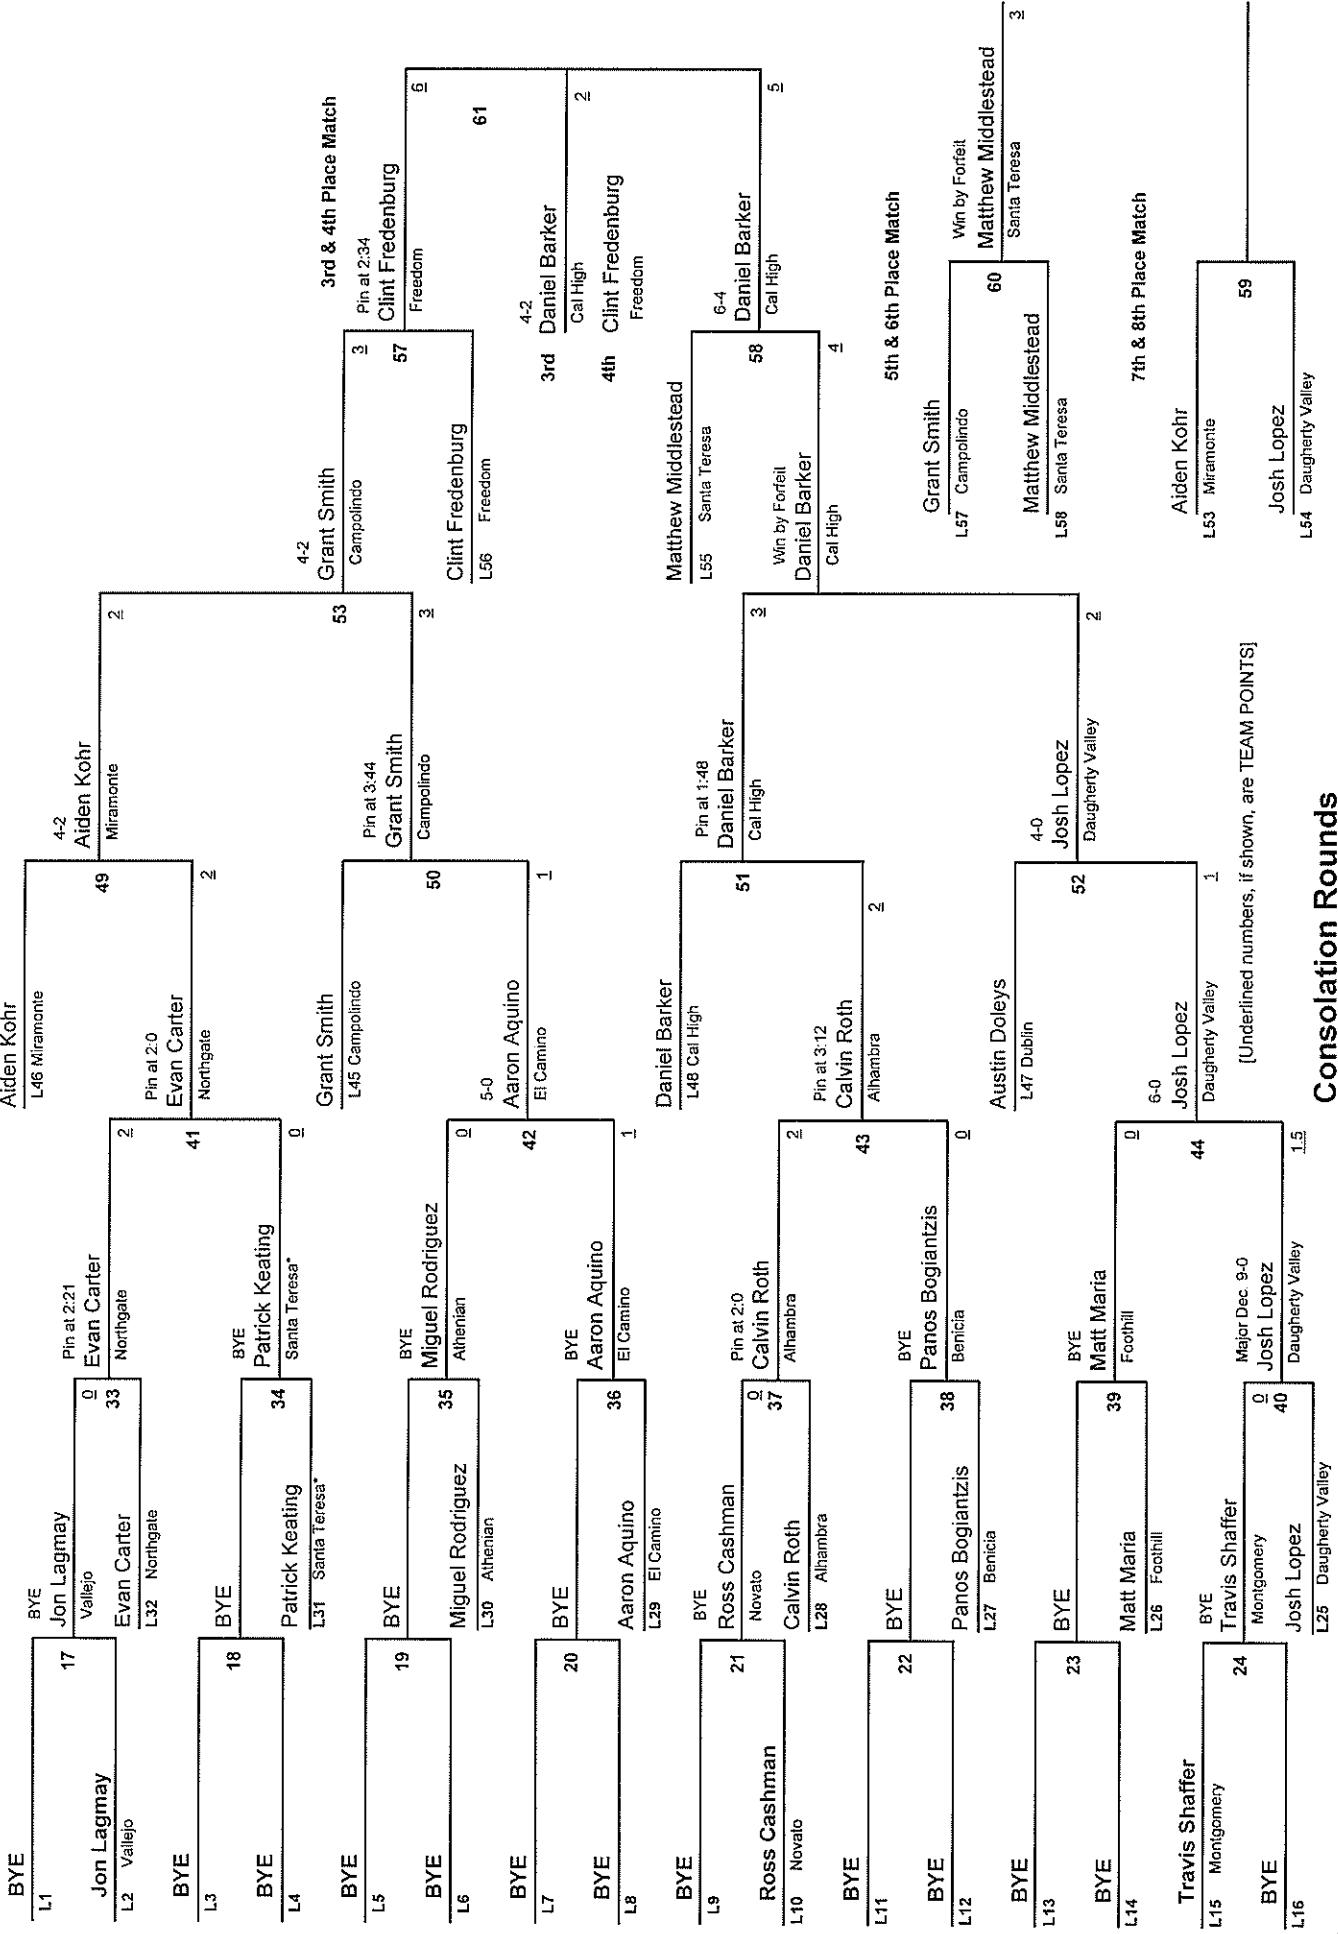 BYE
L1
17
Jon Lagmay
L2 Vallejo
BYE
L3
18
BYE
L4
BYE
L5
19
BYE
L6
BYE
L7
20
BYE
L8
BYE
L9
21
Ross Cashman
L10 Novato
BYE
L11
22
BYE
L12
BYE
L13
23
BYE
L14
Travis Shaffer
L15 Montgomery
24
BYE
L16
BYE
Jon Lagmay
Vallejo
0
33
Evan Carter
L32 Northgate
BYE
34
Patrick Keating
L31 Santa Teresa*
BYE
35
Miguel Rodriguez
L30 Athenian
BYE
36
Aaron Aquino
L29 El Camino
BYE
Ross Cashman
Novato
0
37
Calvin Roth
L28 Alhambra
BYE
38
Panos Bogiantzis
L27 Benicia
BYE
39
Matt Maria
L26 Foothill
BYE
Travis Shaffer
Montgomery
0
40
Josh Lopez
L25 Daugherty Valley
Pin at 2:21
Evan Carter
Northgate
2
41
BYE
Patrick Keating
Santa Teresa*
0
BYE
Miguel Rodriguez
Athenian
0
42
BYE
Aaron Aquino
El Camino
1
Pin at 2:0
Calvin Roth
Alhambra
2
43
BYE
Panos Bogiantzis
Benicia
0
BYE
Matt Maria
Foothill
0
44
Major Dec. 9-0
Josh Lopez
Daugherty Valley
1.5
Aiden Kohr
L46 Miramonte
49
Pin at 2:0
Evan Carter
Northgate
2
Grant Smith
L45 Campolindo
50
5-0
Aaron Aquino
El Camino
1
Daniel Barker
L48 Cal High
51
Pin at 3:12
Calvin Roth
Alhambra
2
Austin Doleys
L47 Dublin
52
6-0
Josh Lopez
Daugherty Valley
1
4-2
Aiden Kohr
Miramonte
2
53
Pin at 3:44
Grant Smith
Campolindo
3
Pin at 1:48
Daniel Barker
Cal High
3
4-0
Josh Lopez
Daugherty Valley
2
4-2
Grant Smith
Campolindo
3
57
Clint Fredenburg
L56 Freedom
Matthew Middlestead
L55 Santa Teresa
58
Win by Forfeit
Daniel Barker
Cal High
4
3rd & 4th Place Match
Pin at 2:34
Clint Fredenburg
Freedom
6
61
4-2
3rd Daniel Barker
Cal High
2
4th Clint Fredenburg
Freedom
6-4
Daniel Barker
Cal High
5
5th & 6th Place Match
Grant Smith
L57 Campolindo
60
Matthew Middlestead
L58 Santa Teresa
Win by Forfeit
Matthew Middlestead
Santa Teresa
3
7th & 8th Place Match
Aiden Kohr
L53 Miramonte
59
Josh Lopez
L54 Daugherty Valley
[Underlined numbers, if shown, are TEAM POINTS]
Consolation Rounds